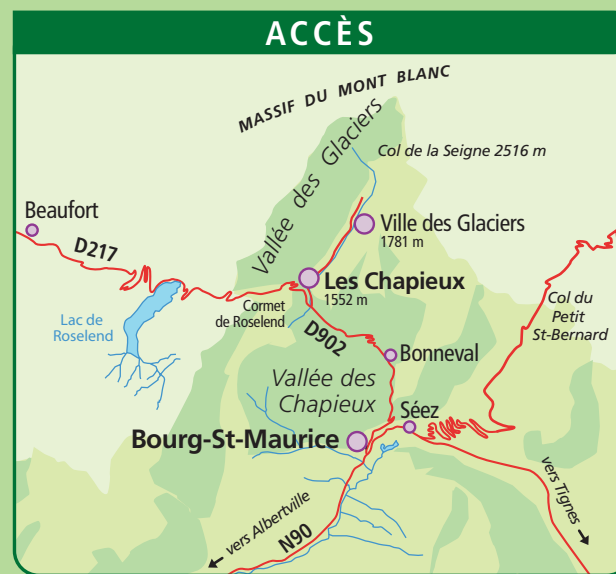 ACCÈS
MASSIF DU MONT BLANC
Vallée des Glaciers
Col de la Seigne 2516 m
Beaufort
D217
Ville des Glaciers
1781 m
Les Chapieux
1552 m
Cormet
de Roselend
Lac de
Roselend
D902
Col du
Petit
St-Bernard
Bonneval
Vallée des
Chapieux
Séez
Bourg-St-Maurice
vers Albertville
N90
vers Tignes